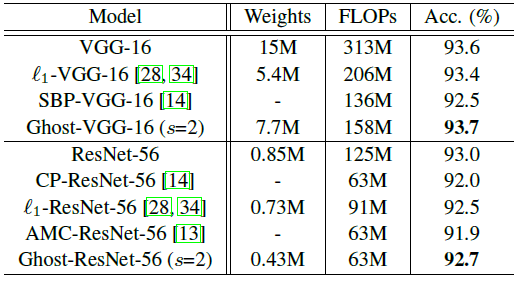 Model Weights FLOPs Acc. (%)
VGG-16 15M 313M 93.6
ℓ1-VGG-16 [28, 34] 5.4M 206M 93.4
SBP-VGG-16 [14] - 136M 92.5
Ghost-VGG-16 (s=2) 7.7M 158M 93.7
ResNet-56 0.85M 125M 93.0
CP-ResNet-56 [14] - 63M 92.0
ℓ1-ResNet-56 [28, 34] 0.73M 91M 92.5
AMC-ResNet-56 [13] - 63M 91.9
Ghost-ResNet-56 (s=2) 0.43M 63M 92.7